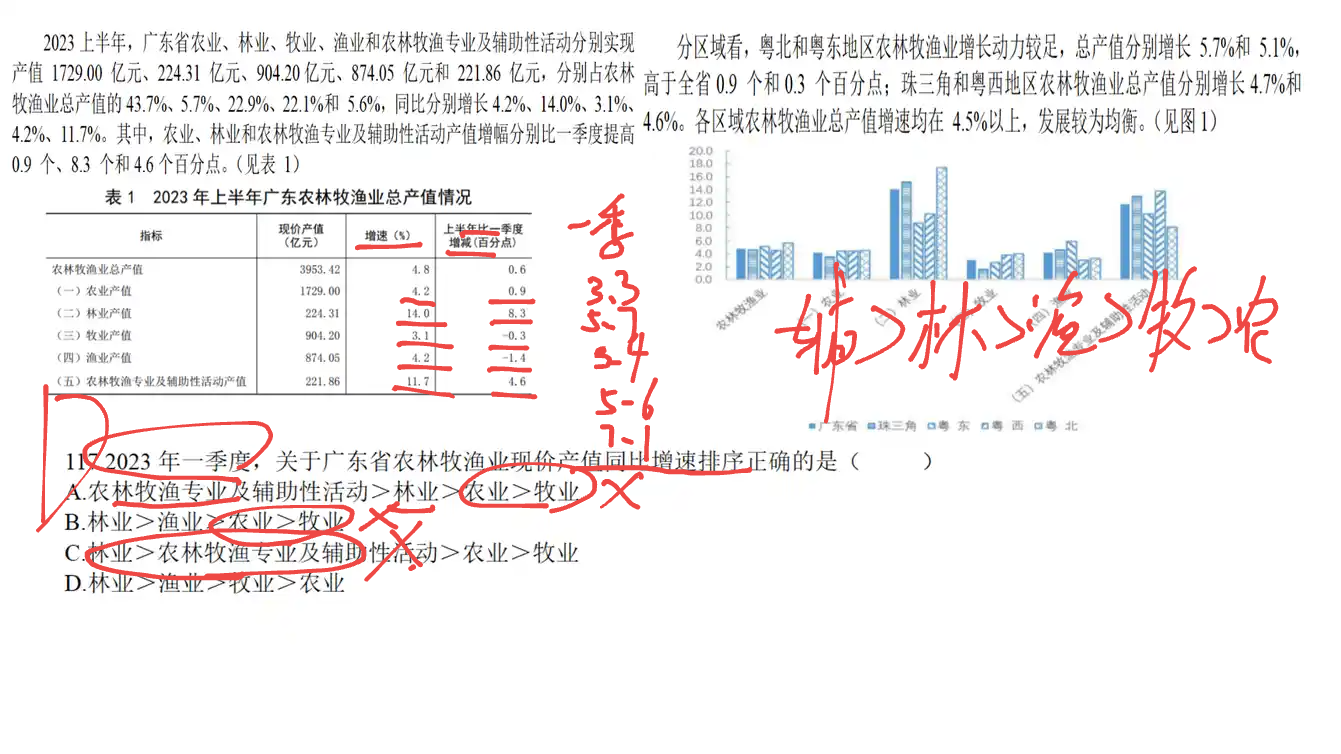 2023 上半年，广东省农业、林业、牧业、渔业和农林牧渔专业及辅助性活动分别实现
产值 1729.00 亿元、224.31 亿元、904.20亿元、874.05 亿元和 221.86 亿元，分别占农林
牧渔业总产值的 43.7%、5.7%、22.9%、22.1%和 5.6%，同比分别增长 4.2%、14.0%、3.1%、
4.2%、11.7%。其中，农业、林业和农林牧渔专业及辅助性活动产值增幅分别比一季度提高
0.9 个、8.3 个和 4.6 个百分点。（见表 1）
表 1 2023 年上半年广东农林牧渔业总产值情况
指标 现价产值（亿元） 增速（%） 上半年比一季度增减（百分点）
农林牧渔业总产值 3953.42 4.8 0.6
（一）农业产值 1729.00 4.2 0.9
（二）林业产值 224.31 14.0 8.3
（三）牧业产值 904.20 3.1 -0.3
（四）渔业产值 874.05 4.2 -1.4
（五）农林牧渔专业及辅助性活动产值 221.86 11.7 4.6
一季
3.3
5.7
3.4
5.6
7.1
分区域看，粤北和粤东地区农林牧渔业增长动力较足，总产值分别增长 5.7%和 5.1%，
高于全省 0.9 个和 0.3 个百分点；珠三角和粤西地区农林牧渔业总产值分别增长 4.7%和
4.6%。各区域农林牧渔业总产值增速均在 4.5%以上，发展较为均衡。（见图 1）
20.0
18.0
16.0
14.0
12.0
10.0
8.0
6.0
4.0
2.0
0.0
农林牧渔业
（一）农业
（二）林业
牧业
（四）
（五）农林牧渔专业及辅助性活动
辅>林>渔>牧>农
广东省 珠三角 粤 东 粤 西 粤 北
117.2023 年一季度，关于广东省农林牧渔业现价产值同比增速排序正确的是（ ）
A.农林牧渔专业及辅助性活动＞林业＞农业＞牧业
B.林业＞渔业＞农业＞牧业
C.林业＞农林牧渔专业及辅助性活动＞农业＞牧业
D.林业＞渔业＞牧业＞农业